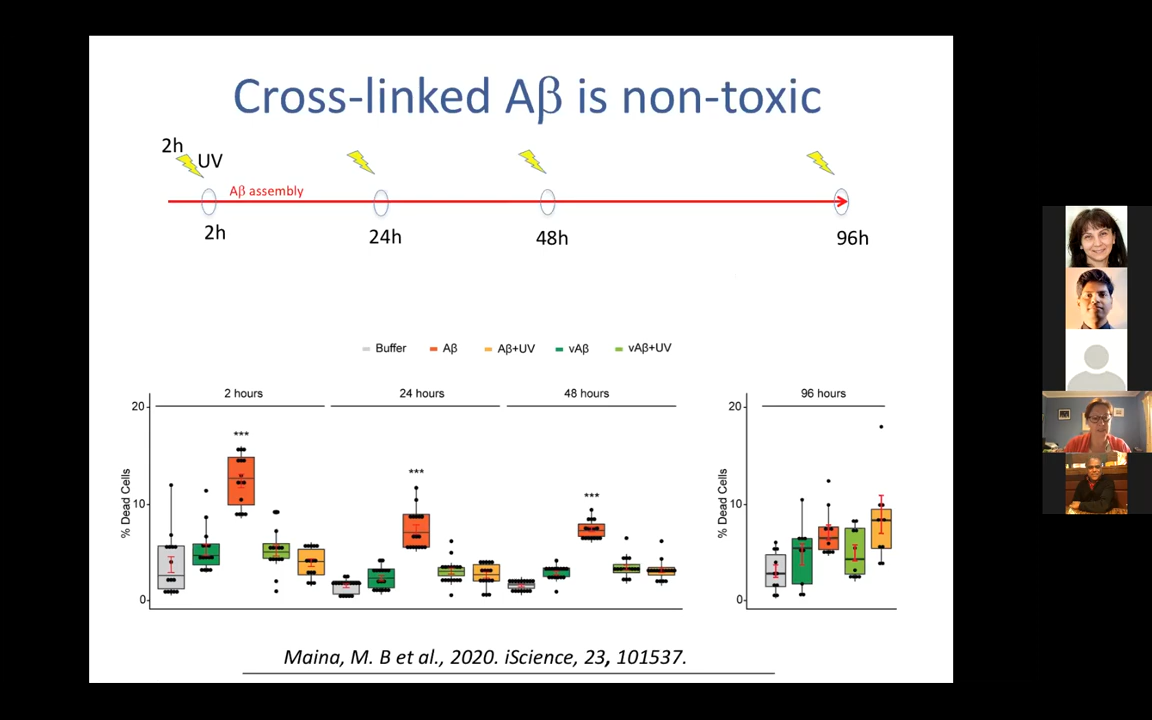 Cross-linked Aβ is non-toxic
2h
UV
Aβ assembly
2h 24h 48h 96h
Buffer Aβ Aβ+UV vAβ vAβ+UV
2 hours 24 hours 48 hours 96 hours
20 20
***
***
***
10 10
% Dead Cells % Dead Cells
0 0
Maina, M. B et al., 2020. iScience, 23, 101537.